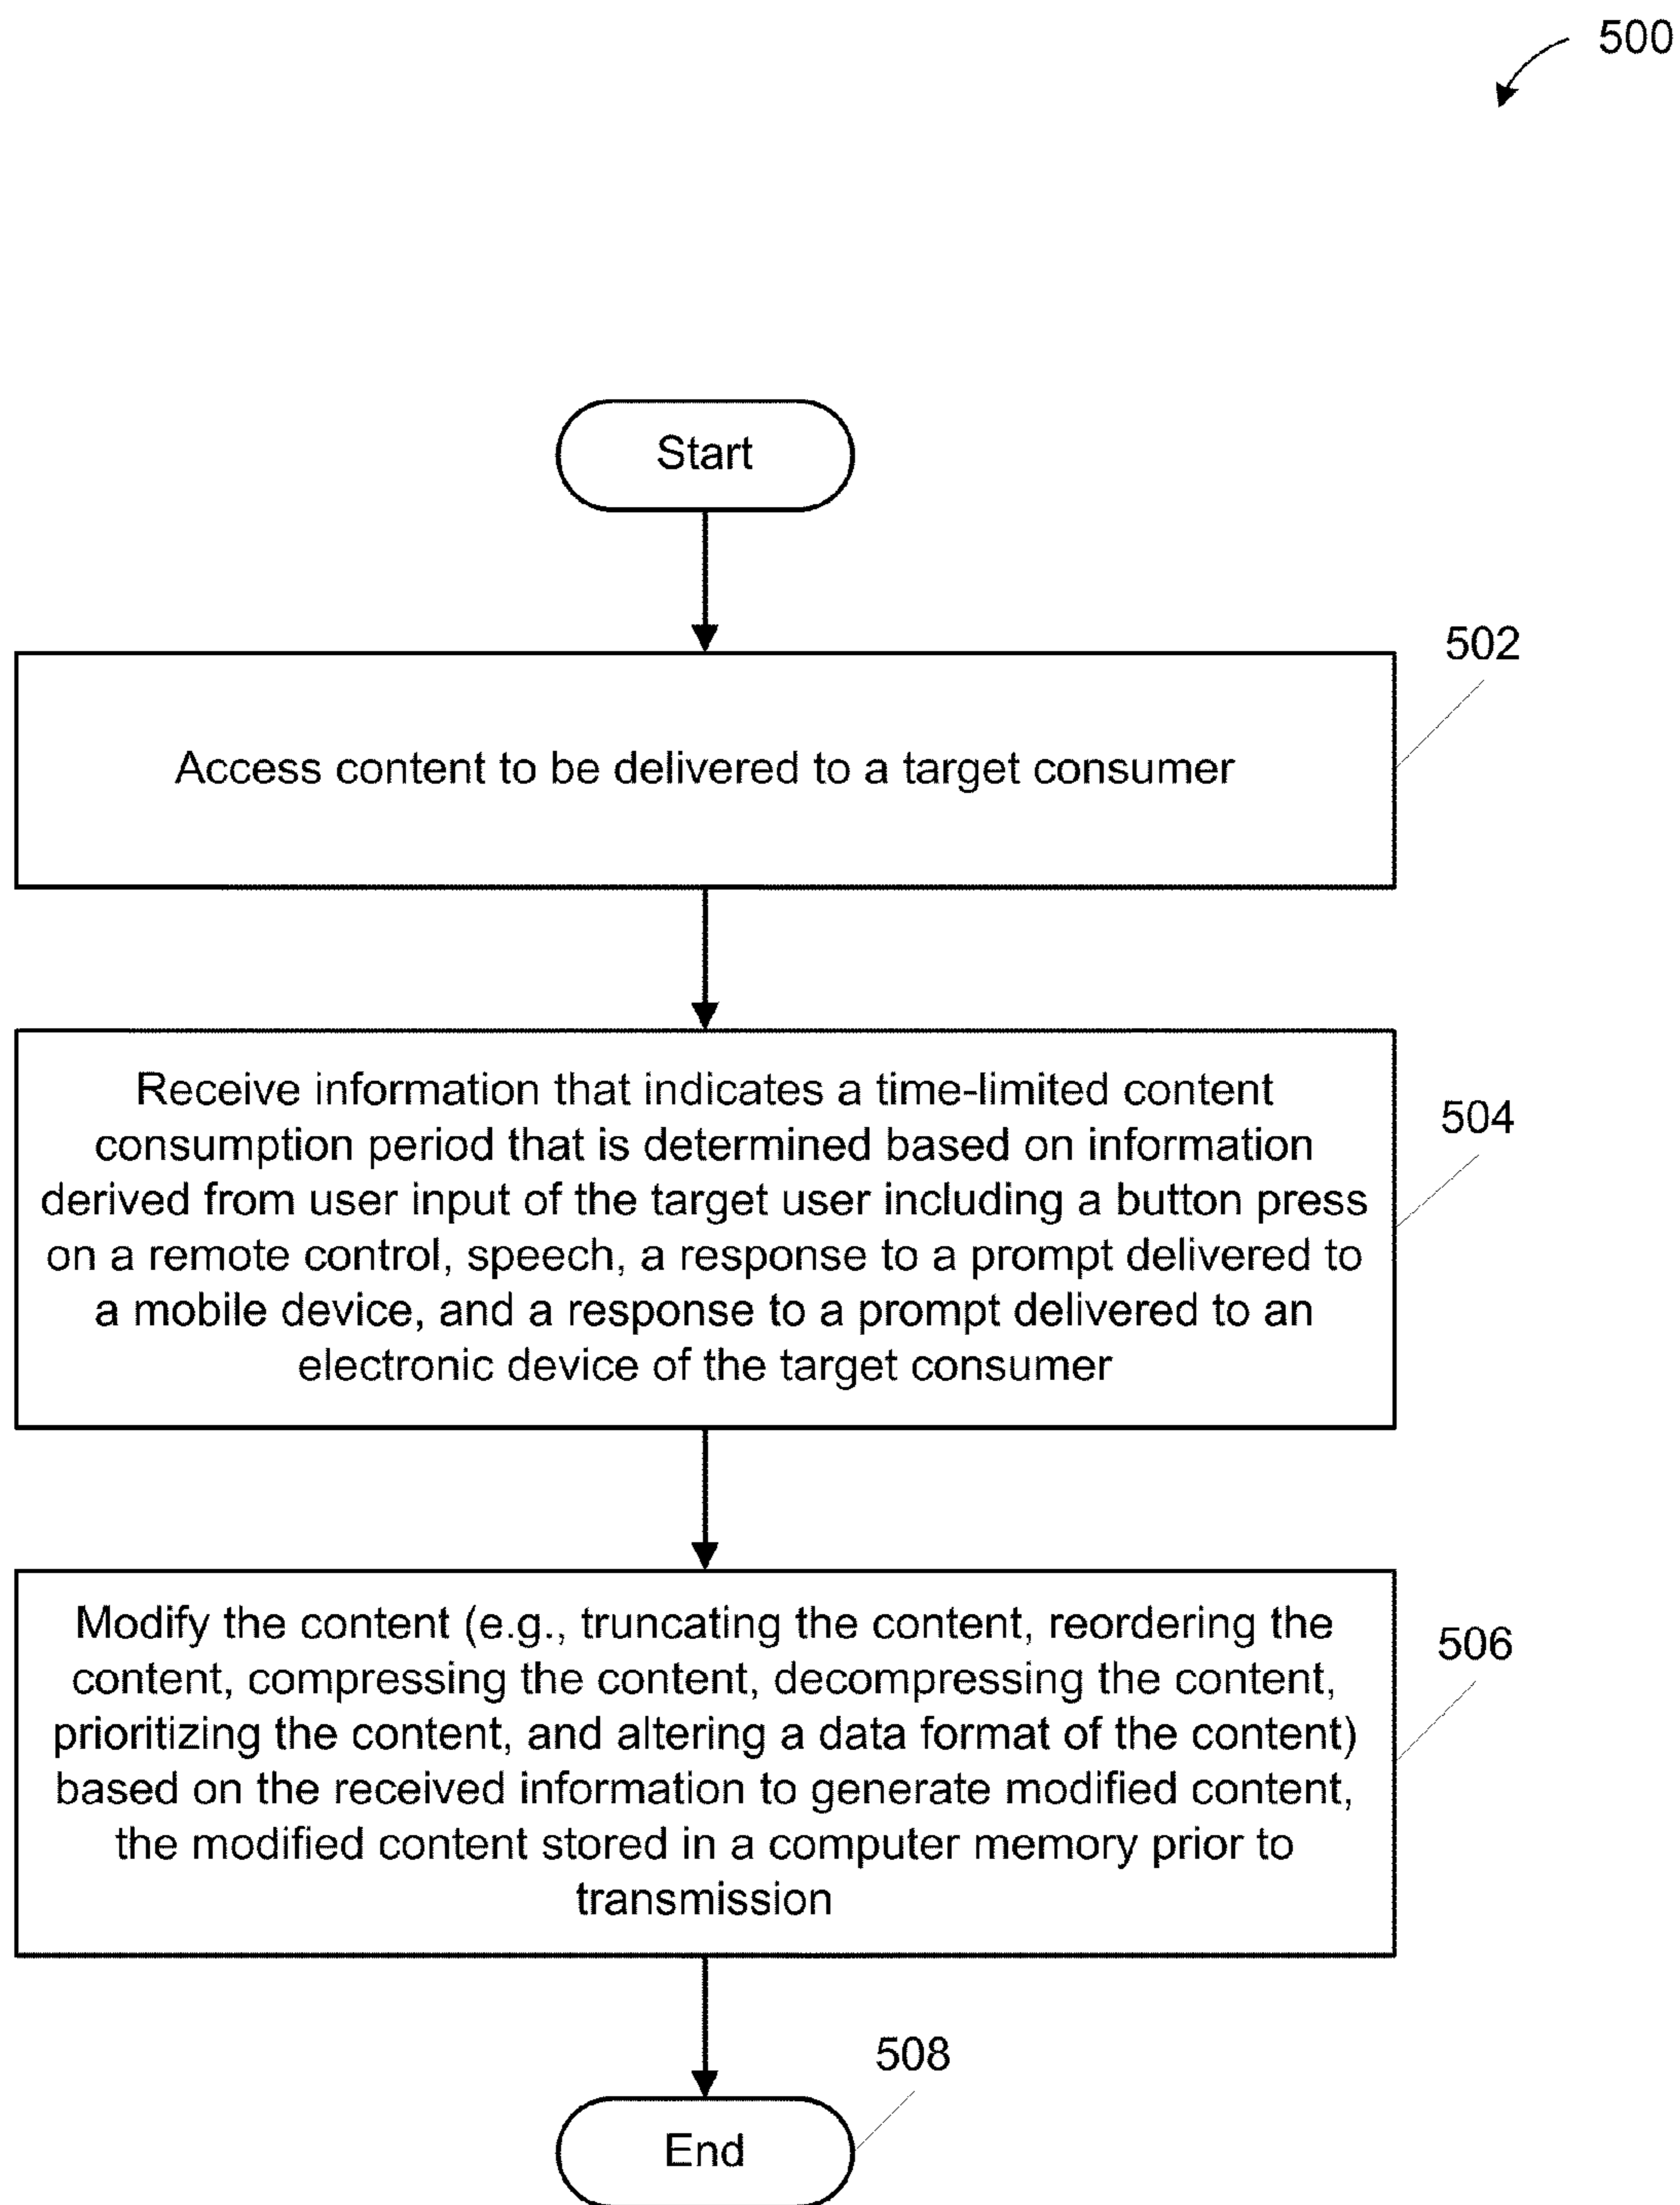 500
Start
502
Access content to be delivered to a target consumer
504
Receive information that indicates a time-limited content
consumption period that is determined based on information
derived from user input of the target user including a button press
on a remote control, speech, a response to a prompt delivered to
a mobile device, and a response to a prompt delivered to an
electronic device of the target consumer
506
Modify the content (e.g., truncating the content, reordering the
content, compressing the content, decompressing the content,
prioritizing the content, and altering a data format of the content)
based on the received information to generate modified content,
the modified content stored in a computer memory prior to
transmission
508
End